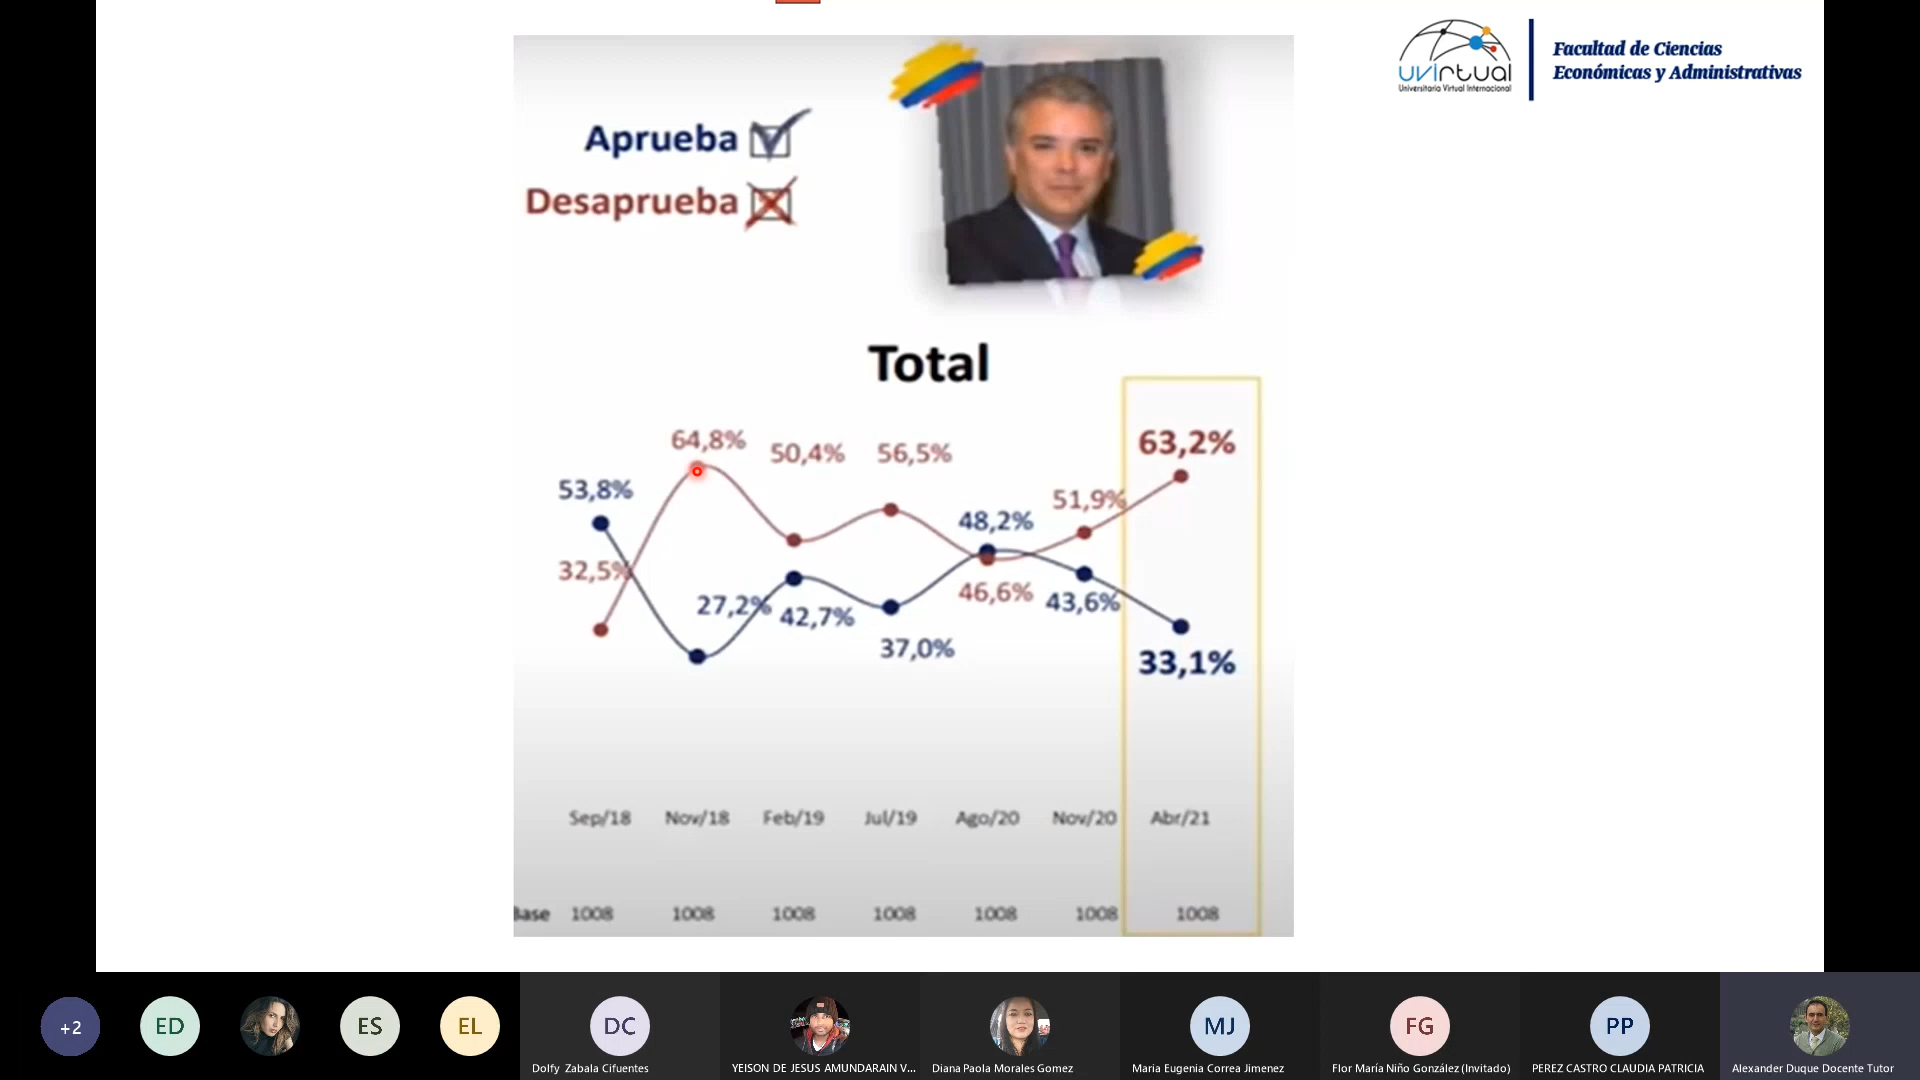 uvirtual
Universitaria Virtual Internacional
Facultad de Ciencias
Económicas y Administrativas
Aprueba
Desaprueba
Total
64,8% 50,4% 56,5% 63,2%
53,8% 48,2% 51,9%
32,5% 27,2% 42,7% 37,0% 46,6% 43,6% 33,1%
Sep/18 Nov/18 Feb/19 Jul/19 Ago/20 Nov/20 Abr/21
Base 1008 1008 1008 1008 1008 1008 1008
+2 ED ES EL DC MJ FG PP
Dolfy Zabala Cifuentes
YEISON DE JESUS AMUNDARAIN V...
Diana Paola Morales Gomez
Maria Eugenia Correa Jimenez
Flor María Niño González (Invitado)
PEREZ CASTRO CLAUDIA PATRICIA
Alexander Duque Docente Tutor